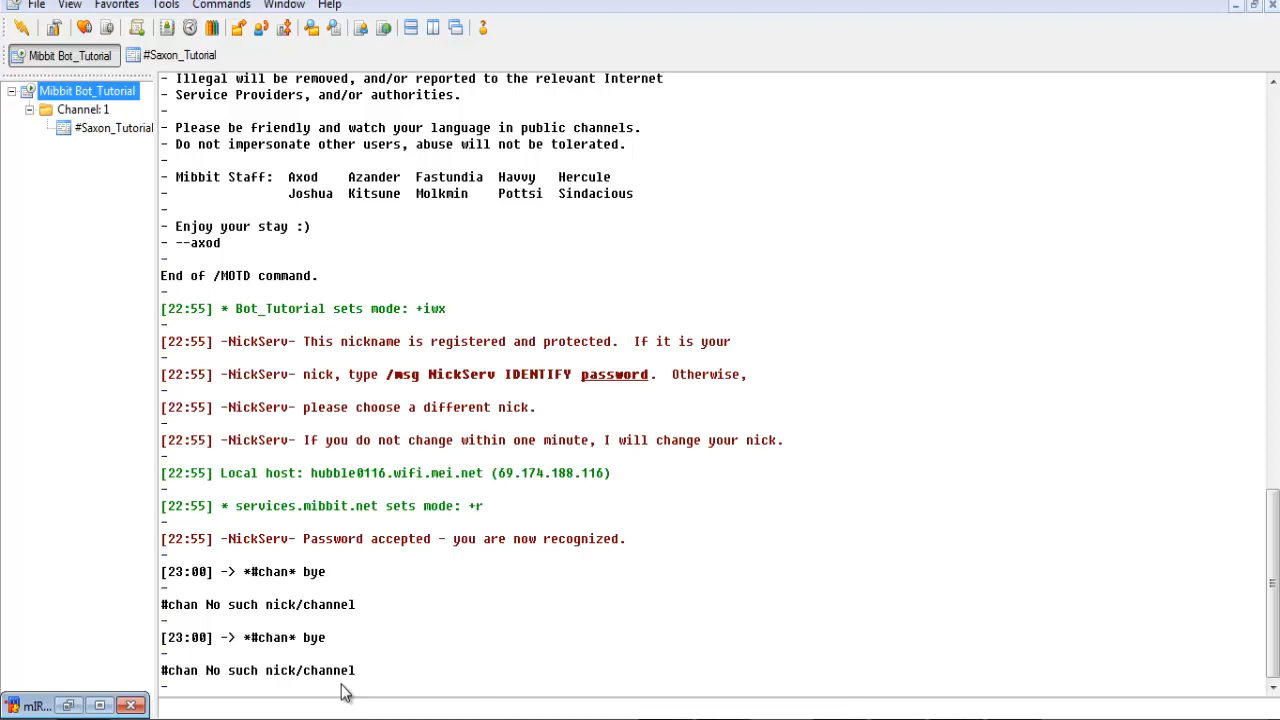 File View Favorites Tools Commands Window Help
Mibbit Bot_Tutorial #Saxon_Tutorial
Mibbit Bot_Tutorial
Channel: 1
#Saxon_Tutorial
- Illegal will be removed, and/or reported to the relevant Internet
- Service Providers, and/or authorities.
-
- Please be friendly and watch your language in public channels.
- Do not impersonate other users, abuse will not be tolerated.
-
- Mibbit Staff: Axod Azander Fastundia Havvy Hercule
- Joshua Kitsune Molkmin Pottsi Sindacious
-
- Enjoy your stay :)
- --axod
-
End of /MOTD command.
-
[22:55] * Bot_Tutorial sets mode: +iwx
-
[22:55] -NickServ- This nickname is registered and protected. If it is your
-
[22:55] -NickServ- nick, type /msg NickServ IDENTIFY password. Otherwise,
-
[22:55] -NickServ- please choose a different nick.
-
[22:55] -NickServ- If you do not change within one minute, I will change your nick.
-
[22:55] Local host: hubble0116.wifi.mei.net (69.174.188.116)
-
[22:55] * services.mibbit.net sets mode: +r
-
[22:55] -NickServ- Password accepted - you are now recognized.
-
[23:00] -> *#chan* bye
-
#chan No such nick/channel
-
[23:00] -> *#chan* bye
-
#chan No such nick/channel
-
mIR...